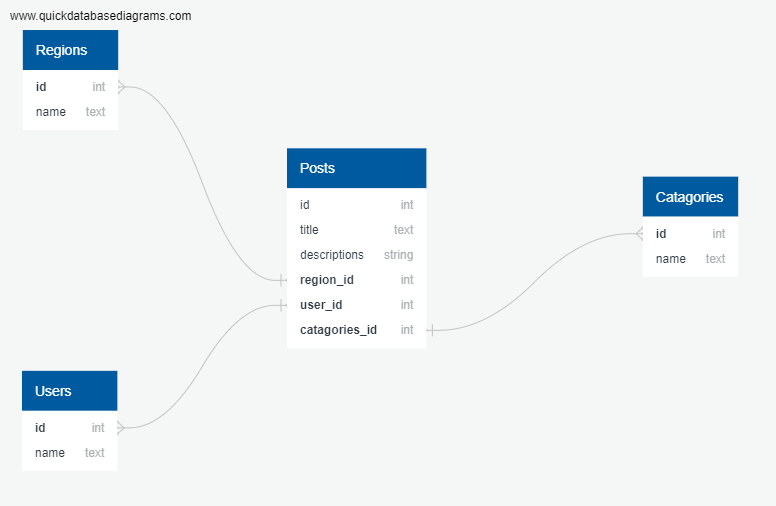 www.quickdatabasediagrams.com
Regions
id int
name text
Posts
id int
title text
descriptions string
region_id int
user_id int
catagories_id int
Catagories
id int
name text
Users
id int
name text